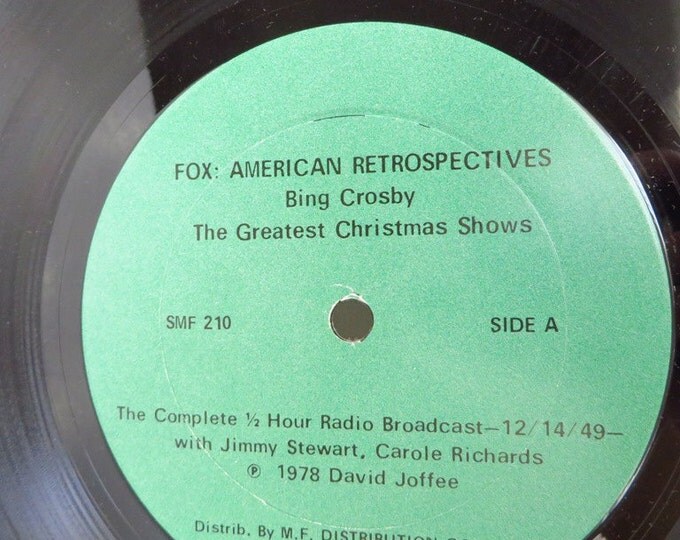 FOX: AMERICAN RETROSPECTIVES
Bing Crosby
The Greatest Christmas Shows
SMF 210 SIDE A
The Complete ½ Hour Radio Broadcast—12/14/49—
with Jimmy Stewart, Carole Richards
℗ 1978 David Joffee
Distrib. By M.F. DISTRIBUTION